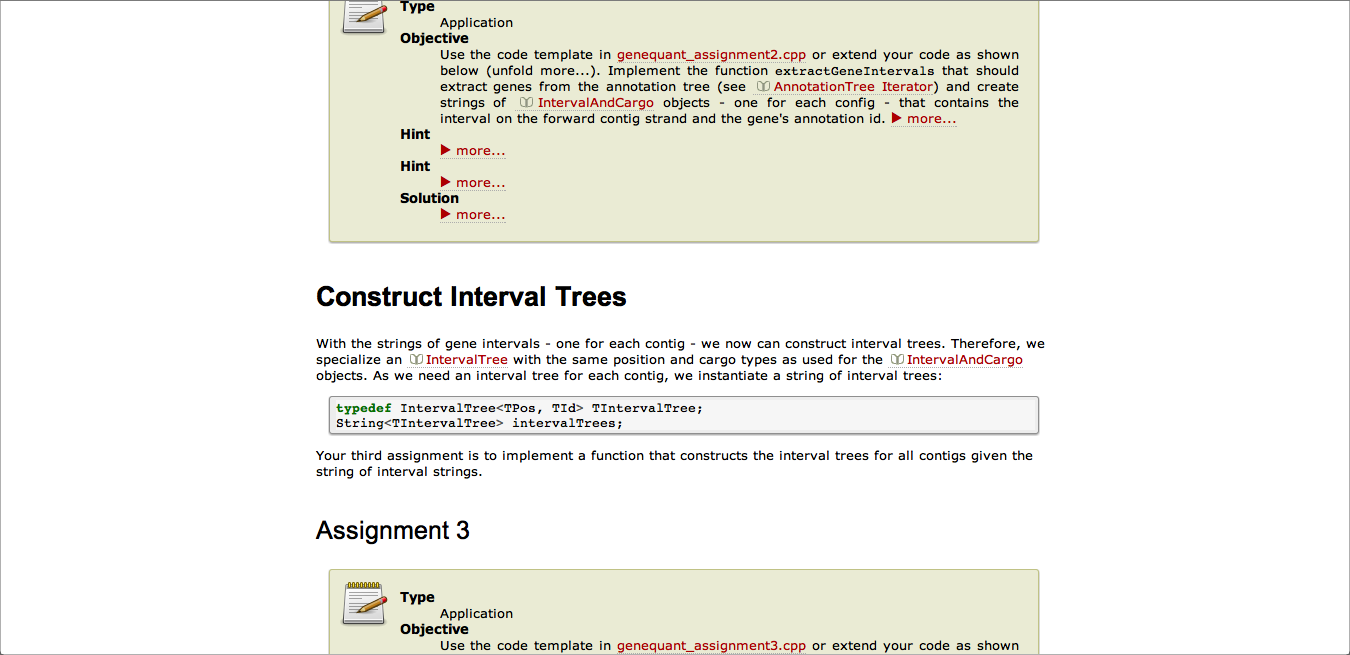 Type
Application
Objective
Use the code template in genequant_assignment2.cpp or extend your code as shown
below (unfold more...). Implement the function extractGeneIntervals that should
extract genes from the annotation tree (see AnnotationTree Iterator) and create
strings of IntervalAndCargo objects - one for each config - that contains the
interval on the forward contig strand and the gene's annotation id. ▶ more...
Hint
▶ more...
Hint
▶ more...
Solution
▶ more...
Construct Interval Trees
With the strings of gene intervals - one for each contig - we now can construct interval trees. Therefore, we
specialize an IntervalTree with the same position and cargo types as used for the IntervalAndCargo
objects. As we need an interval tree for each contig, we instantiate a string of interval trees:
typedef IntervalTree<TPos, TId> TIntervalTree;
String<TIntervalTree> intervalTrees;
Your third assignment is to implement a function that constructs the interval trees for all contigs given the
string of interval strings.
Assignment 3
Type
Application
Objective
Use the code template in genequant_assignment3.cpp or extend your code as shown